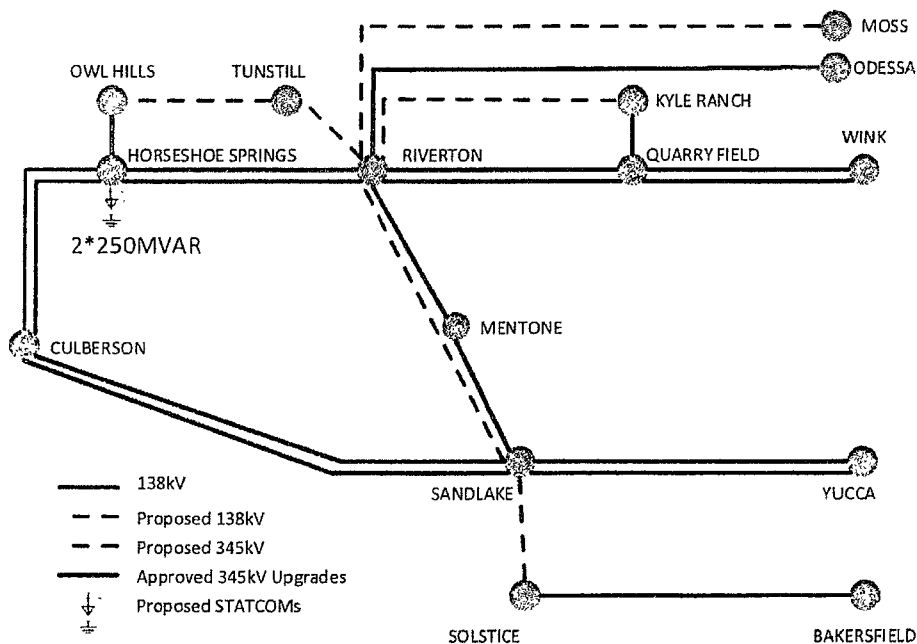 MOSS
OWL HILLS
TUNSTILL
ODESSA
KYLE RANCH
WINK
HORSESHOE SPRINGS
RIVERTON
QUARRY FIELD
2*250MVAR
MENTONE
CULBERSON
138kV
SANDLAKE
YUCCA
Proposed 138kV
Proposed 345kV
Approved 345kV Upgrades
Proposed STATCOMs
SOLSTICE
BAKERSFIELD